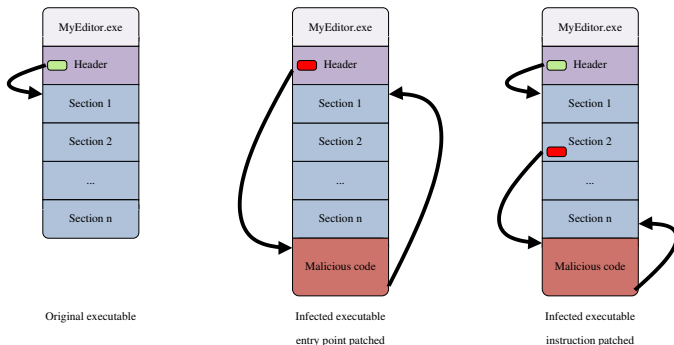 MyEditor.exe
Header
Section 1
Section 2
...
Section n
Original executable
MyEditor.exe
Header
Section 1
Section 2
...
Section n
Malicious code
Infected executable
entry point patched
MyEditor.exe
Header
Section 1
Section 2
...
Section n
Malicious code
Infected executable
instruction patched